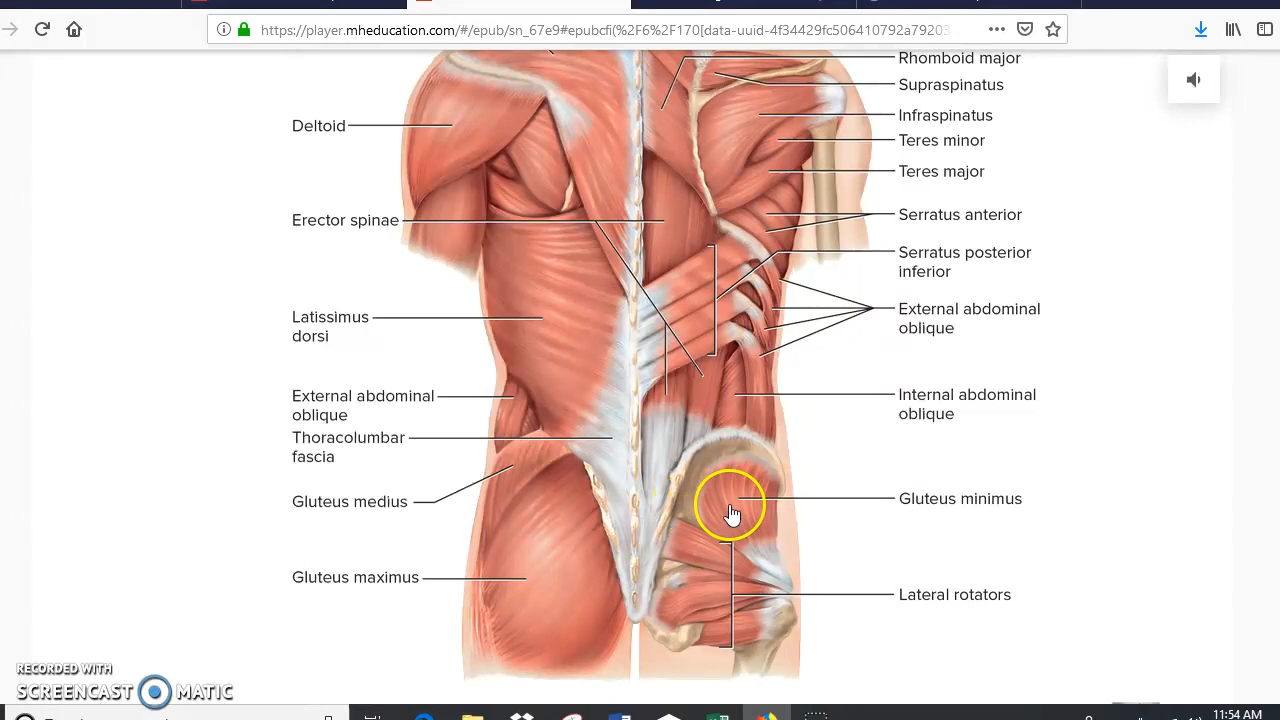 https://player.mheducation.com/#/epub/sn_67e9#epubcfi(%2F6%2F170[data-uuid-4f34429fc506410792a79203
Rhomboid major
Supraspinatus
Deltoid
Infraspinatus
Teres minor
Teres major
Erector spinae
Serratus anterior
Serratus posterior
inferior
Latissimus
dorsi
External abdominal
oblique
External abdominal
oblique
Internal abdominal
oblique
Thoracolumbar
fascia
Gluteus medius
Gluteus minimus
Gluteus maximus
Lateral rotators
RECORDED WITH
SCREENCAST MATIC
11:54 AM